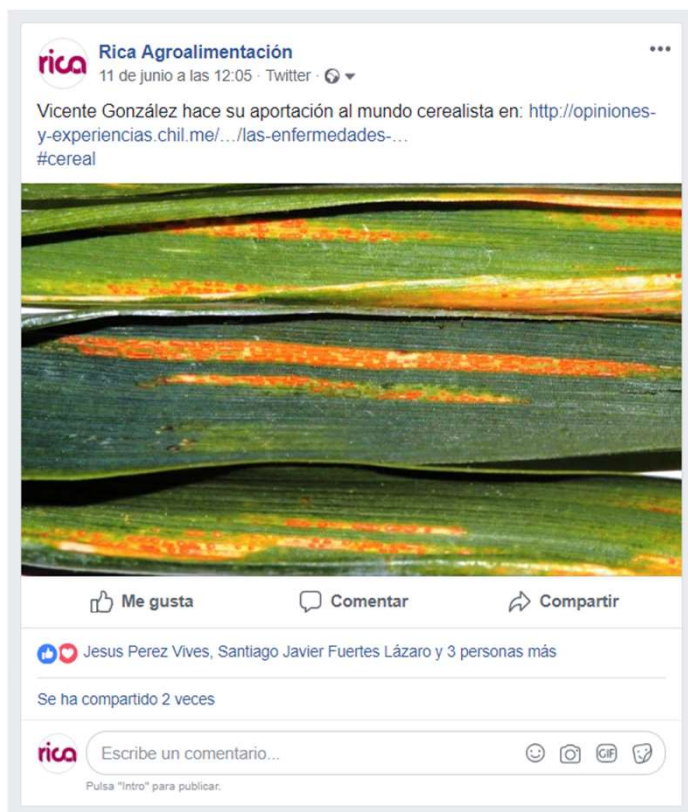 rica
Rica Agroalimentación
11 de junio a las 12:05 · Twitter ·
Vicente González hace su aportación al mundo cerealista en: http://opiniones-
y-experiencias.chil.me/…/las-enfermedades-…
#cereal
Me gusta
Comentar
Compartir
Jesus Perez Vives, Santiago Javier Fuertes Lázaro y 3 personas más
Se ha compartido 2 veces
rica
Escribe un comentario...
GIF
Pulsa "Intro" para publicar.